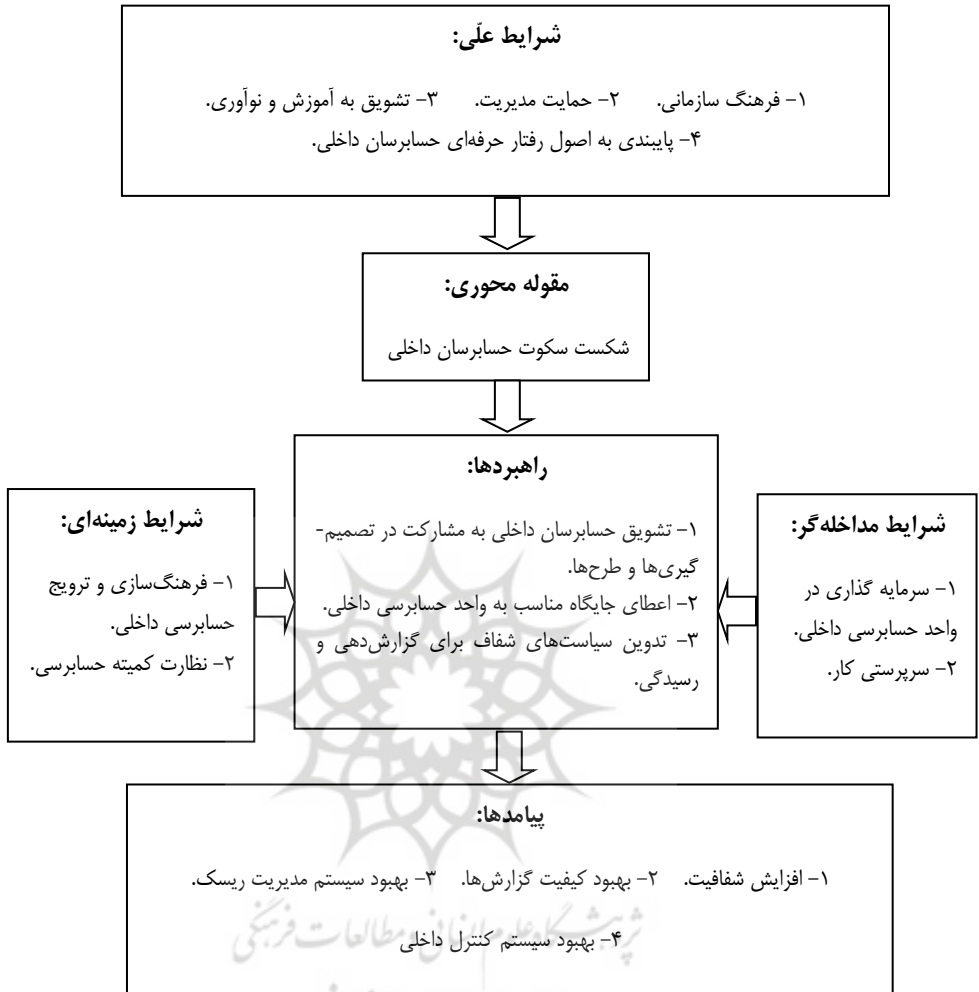 شرایط علّی:
۱- فرهنگ سازمانی. ۲- حمایت مدیریت. ۳- تشویق به آموزش و نوآوری.
۴- پایبندی به اصول رفتار حرفه‌ای حسابرسان داخلی.
مقوله محوری:
شکست سکوت حسابرسان داخلی
راهبردها:
۱- تشویق حسابرسان داخلی به مشارکت در تصمیم-
گیری‌ها و طرح‌ها.
۲- اعطای جایگاه مناسب به واحد حسابرسی داخلی.
۳- تدوین سیاست‌های شفاف برای گزارش‌دهی و
رسیدگی.
شرایط مداخله‌گر:
۱- سرمایه گذاری در
واحد حسابرسی داخلی.
۲- سرپرستی کار.
شرایط زمینه‌ای:
۱- فرهنگ‌سازی و ترویج
حسابرسی داخلی.
۲- نظارت کمیته حسابرسی.
پیامدها:
۱- افزایش شفافیت. ۲- بهبود کیفیت گزارش‌ها. ۳- بهبود سیستم مدیریت ریسک.
۴- بهبود سیستم کنترل داخلی
پژوهشگاه علوم انسانی و مطالعات فرهنگی